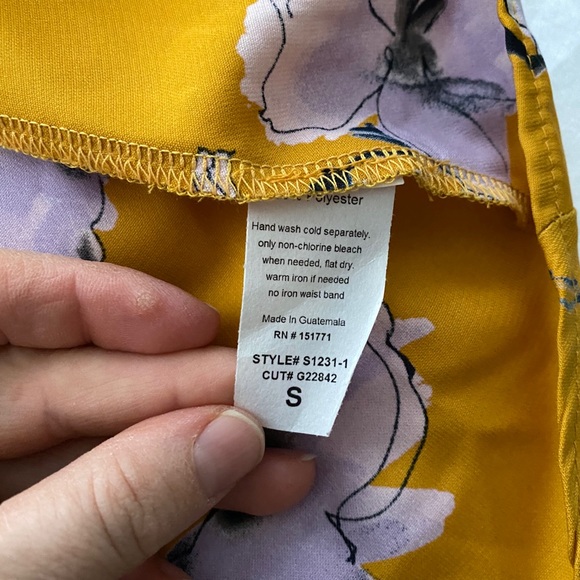 Polyester
Hand wash cold separately.
only non-chlorine bleach
when needed, flat dry.
warm iron if needed
no iron waist band
Made In Guatemala
RN # 151771
STYLE# S1231-1
CUT# G22842
S